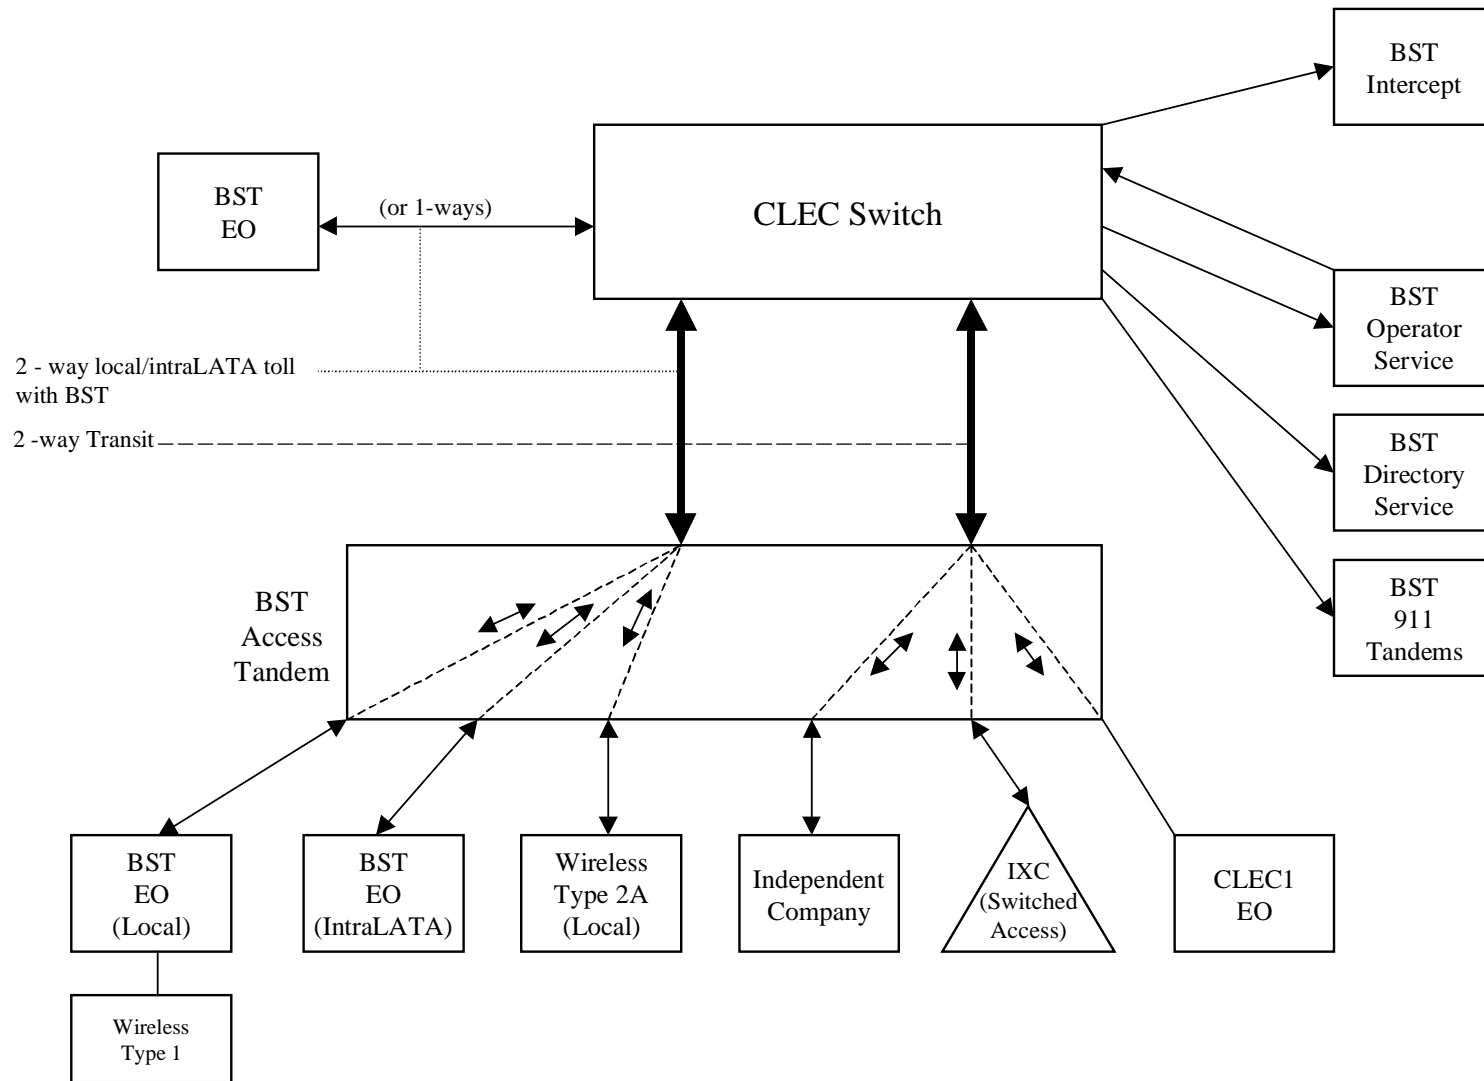 BST
Intercept
BST
EO
(or 1-ways)
CLEC Switch
BST
Operator
Service
2 - way local/intraLATA toll
with BST
2 -way Transit
BST
Directory
Service
BST
911
Tandems
BST
Access
Tandem
BST
EO
(Local)
BST
EO
(IntraLATA)
Wireless
Type 2A
(Local)
Independent
Company
IXC
(Switched
Access)
CLEC1
EO
Wireless
Type 1